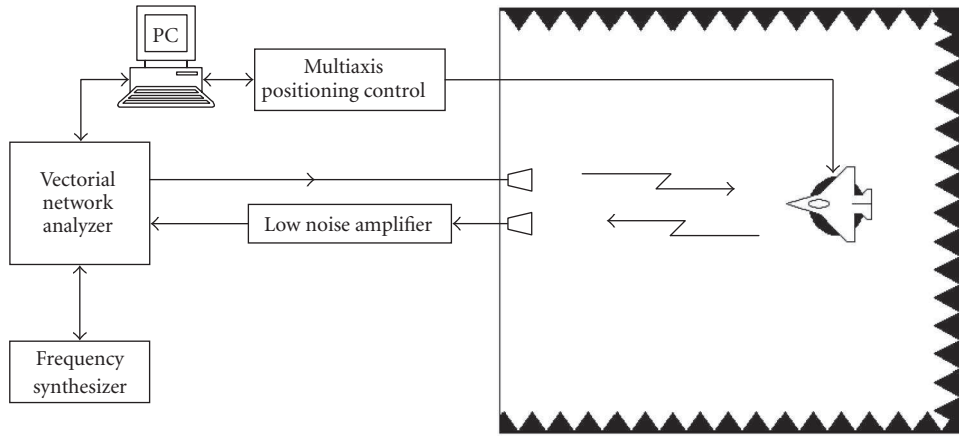 PC
Multiaxis
positioning control
Vectorial
network
analyzer
Low noise amplifier
Frequency
synthesizer